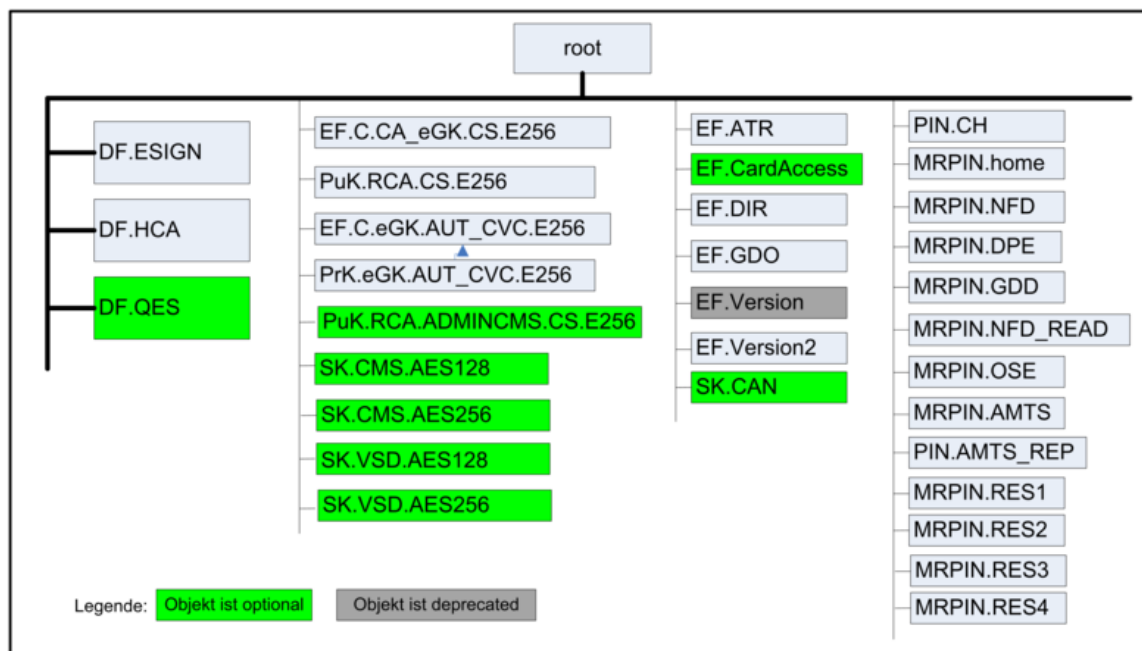 root
DF.ESIGN
DF.HCA
DF.QES
EF.C.CA_eGK.CS.E256
PuK.RCA.CS.E256
EF.C.eGK.AUT_CVC.E256
PrK.eGK.AUT_CVC.E256
PuK.RCA.ADMINCMS.CS.E256
SK.CMS.AES128
SK.CMS.AES256
SK.VSD.AES128
SK.VSD.AES256
EF.ATR
EF.CardAccess
EF.DIR
EF.GDO
EF.Version
EF.Version2
SK.CAN
PIN.CH
MRPIN.home
MRPIN.NFD
MRPIN.DPE
MRPIN.GDD
MRPIN.NFD_READ
MRPIN.OSE
MRPIN.AMTS
PIN.AMTS_REP
MRPIN.RES1
MRPIN.RES2
MRPIN.RES3
MRPIN.RES4
Legende: Objekt ist optional Objekt ist deprecated